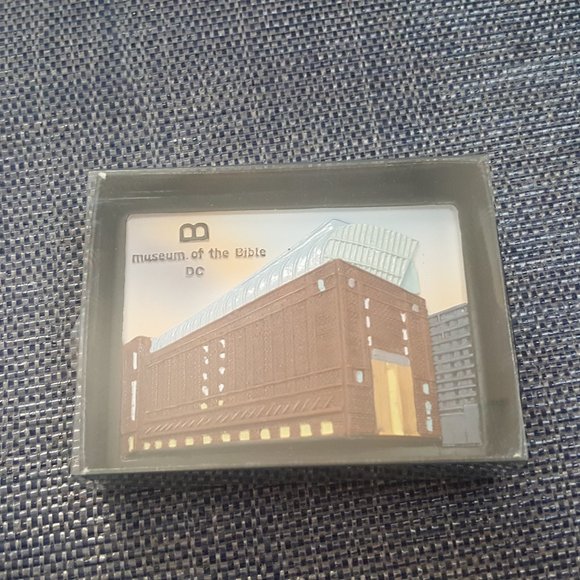 museum of the Bible
DC